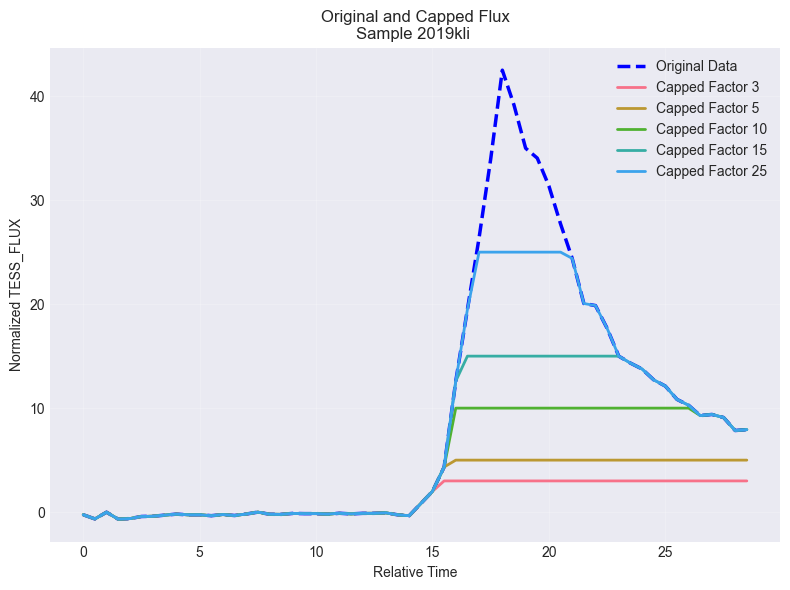 Original and Capped Flux
Sample 2019kli
Normalized TESS_FLUX
40
30
20
10
0
0
5
10
15
20
25
Relative Time
Original Data
Capped Factor 3
Capped Factor 5
Capped Factor 10
Capped Factor 15
Capped Factor 25